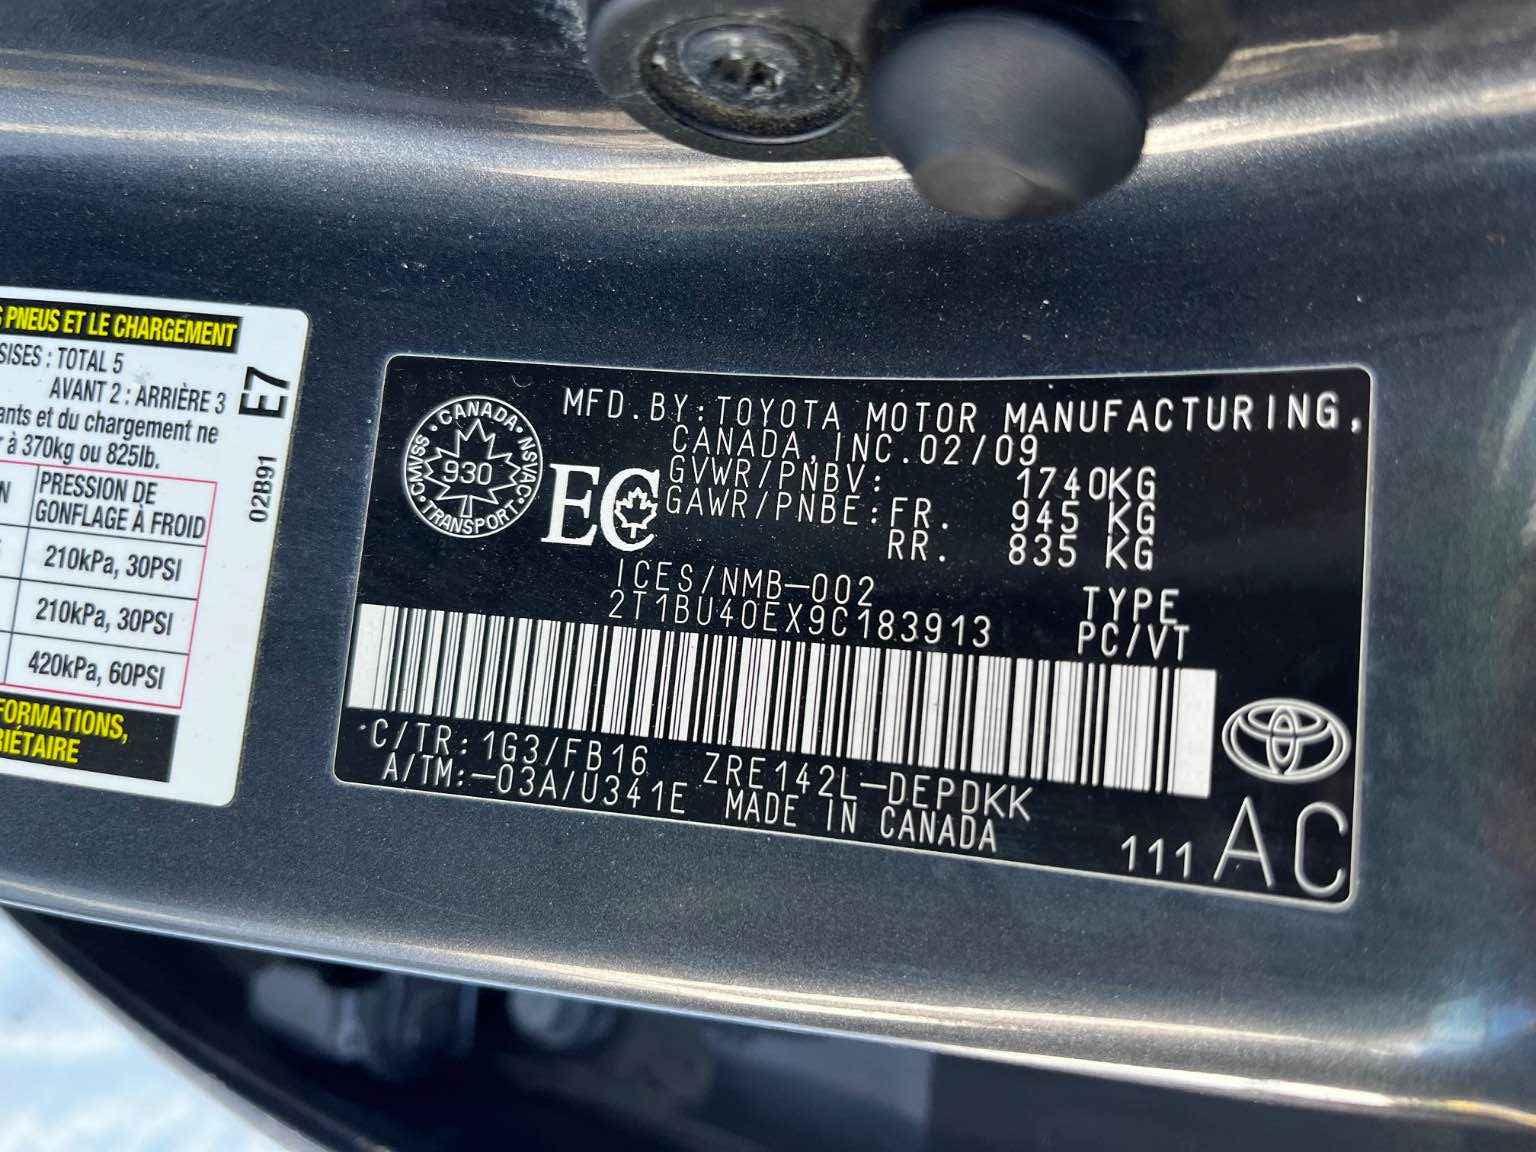 S PNEUS ET LE CHARGEMENT
SISES : TOTAL 5
AVANT 2 : ARRIÈRE 3
ants et du chargement ne
r à 370kg ou 825lb.
N
PRESSION DE
GONFLAGE À FROID
210kPa, 30PSI
210kPa, 30PSI
420kPa, 60PSI
FORMATIONS,
RIÉTAIRE
E7
02B91
CANADA
NSVAC
TRANSPORT
CMVSS
930
EC
MFD.BY:TOYOTA MOTOR MANUFACTURING,
CANADA,INC.02/09
GVWR/PNBV: 1740KG
GAWR/PNBE:FR. 945 KG
RR. 835 KG
ICES/NMB-002
2T1BU40EX9C183913
TYPE
PC/VT
C/TR:1G3/FB16 ZRE142L-DEPDKK
A/TM:-03A/U341E MADE IN CANADA
111 AC